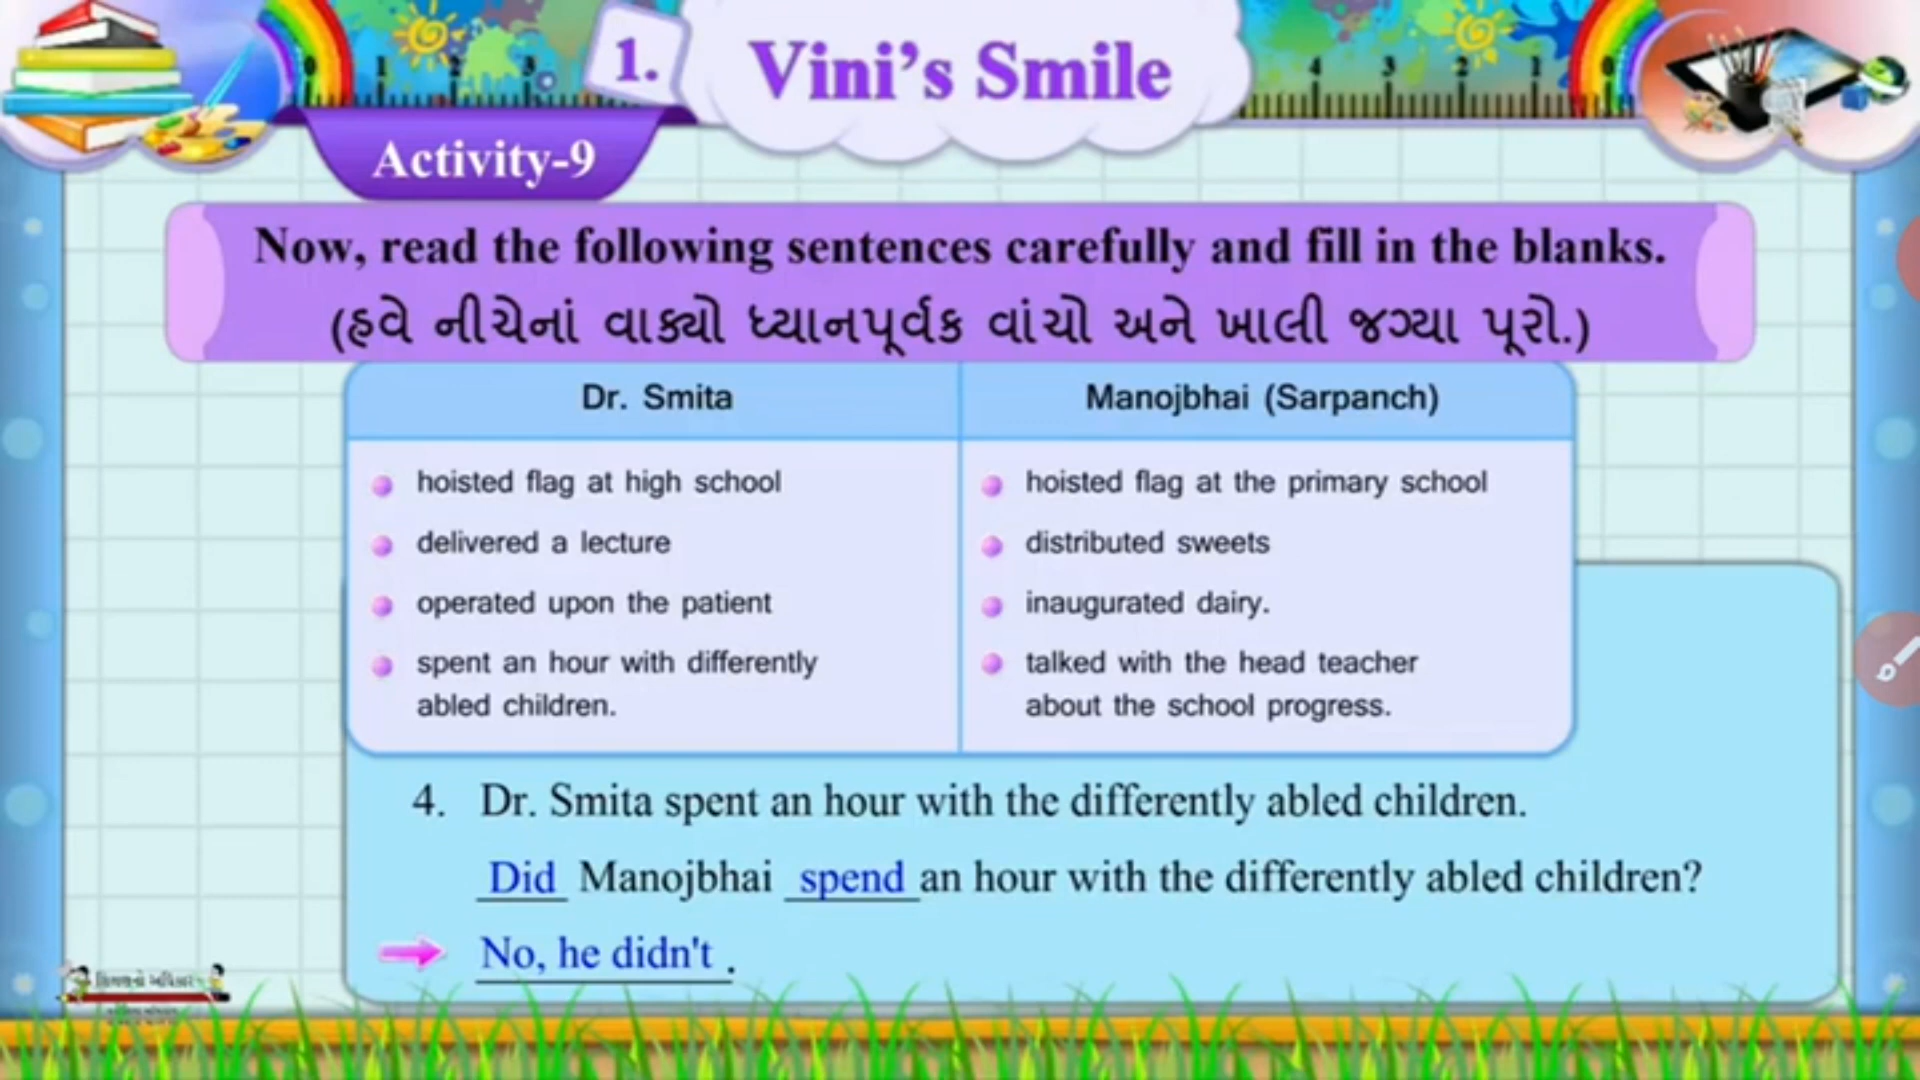 1.
Vini's Smile
Activity-9
Now, read the following sentences carefully and fill in the blanks.
(હવે નીચેનાં વાક્યો ધ્યાનપૂર્વક વાંચો અને ખાલી જગ્યા પૂરો.)
Dr. Smita
hoisted flag at high school
delivered a lecture
operated upon the patient
spent an hour with differently
abled children.
Manojbhai (Sarpanch)
hoisted flag at the primary school
distributed sweets
inaugurated dairy.
talked with the head teacher
about the school progress.
4. Dr. Smita spent an hour with the differently abled children.
Did Manojbhai spend an hour with the differently abled children?
No, he didn't .